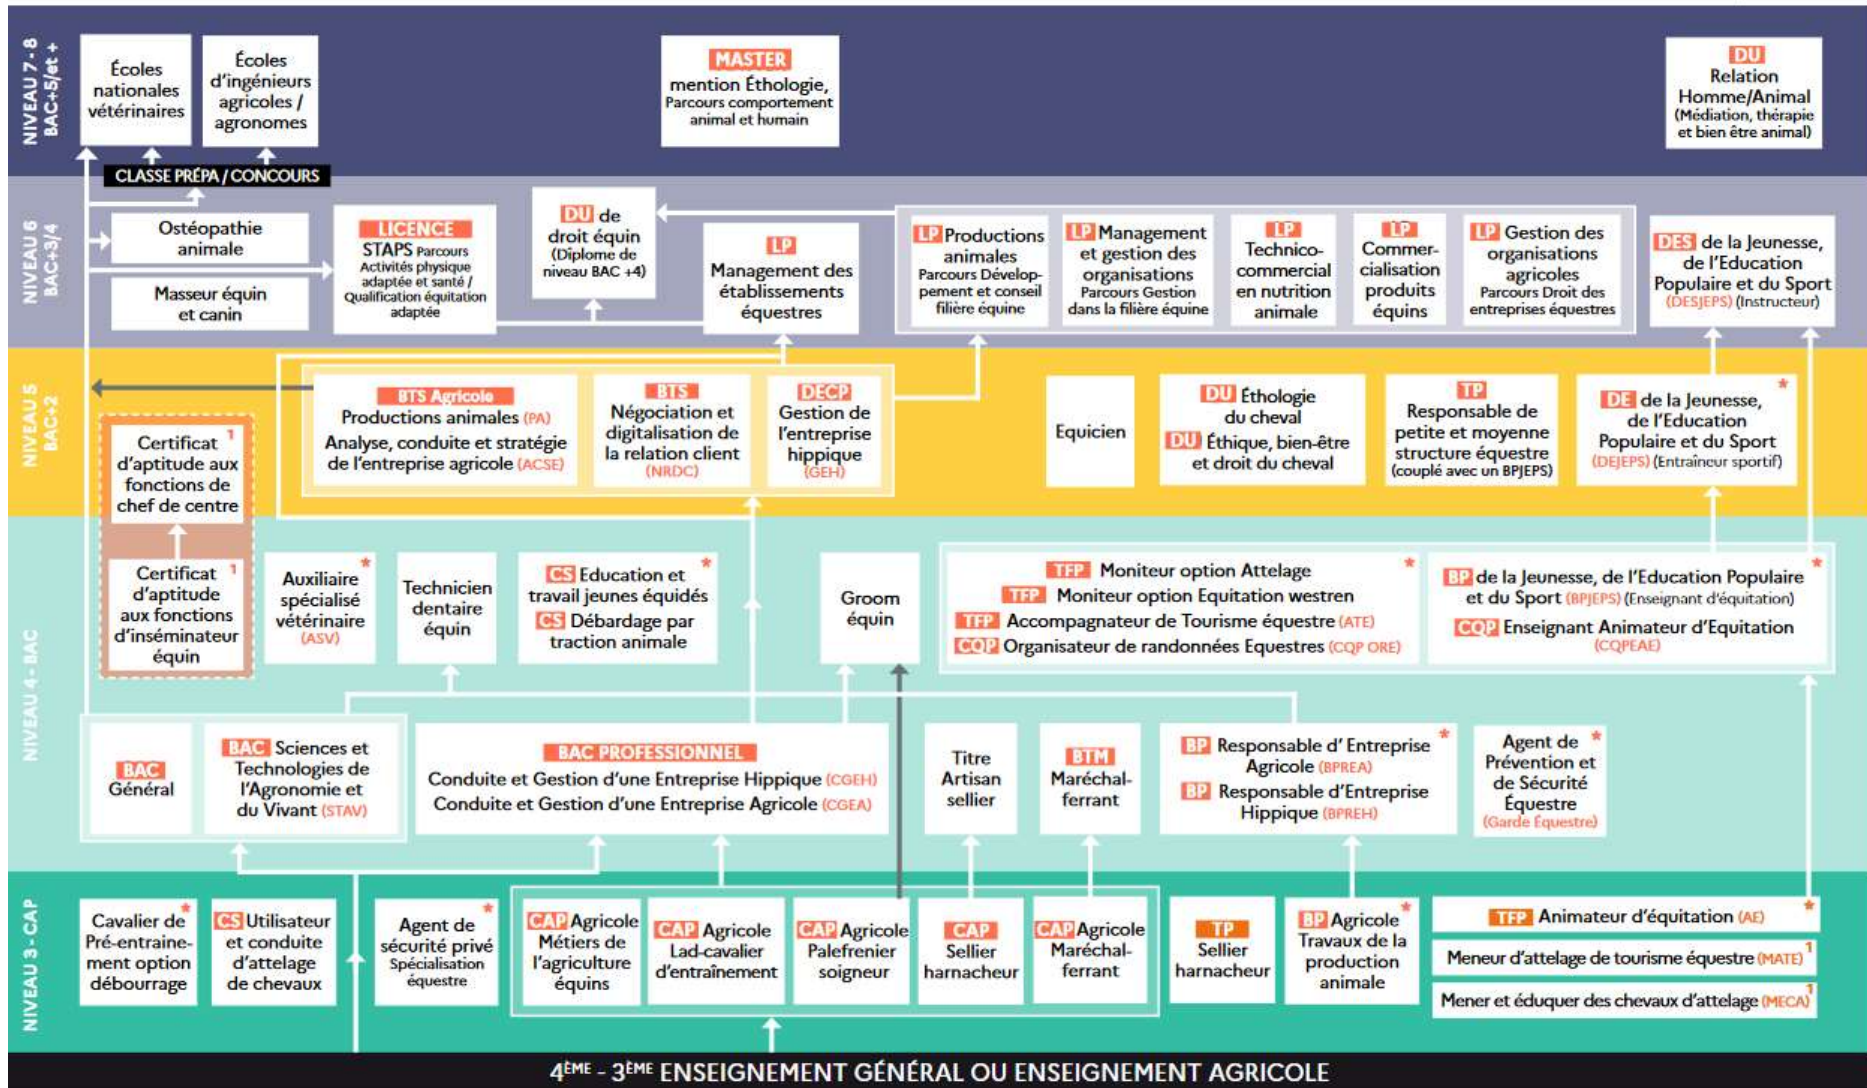 NIVEAU 7 - 8
BAC+5/et +
Écoles
nationales
vétérinaires
Écoles
d'ingénieurs
agricoles /
agronomes
MASTER
mention Éthologie,
Parcours comportement
animal et humain
DU
Relation
Homme/Animal
(Médiation, thérapie
et bien être animal)
CLASSE PRÉPA / CONCOURS
NIVEAU 6
BAC+3/4
Ostéopathie
animale
Masseur équin
et canin
LICENCE
STAPS Parcours
Activités physique
adaptée et santé /
Qualification équitation
adaptée
DU de
droit équin
(Diplome de
niveau BAC +4)
LP
Management des
établissements
équestres
LP Productions
animales
Parcours Dévelop-
pement et conseil
filière équine
LP Management
et gestion des
organisations
Parcours Gestion
dans la filière équine
LP
Technico-
commercial
en nutrition
animale
LP
Commer-
cialisation
produits
équins
LP Gestion des
organisations
agricoles
Parcours Droit des
entreprises équestres
DES de la Jeunesse,
de l'Education
Populaire et du Sport
(DESJEPS) (Instructeur)
NIVEAU 5
BAC+2
Certificat 1
d'aptitude aux
fonctions de
chef de centre
BTS Agricole
Productions animales (PA)
Analyse, conduite et stratégie
de l'entreprise agricole (ACSE)
BTS
Négociation et
digitalisation de
la relation client
(NRDC)
DECP
Gestion de
l'entreprise
hippique
(GEH)
Equicien
DU Éthologie
du cheval
DU Éthique, bien-être
et droit du cheval
TP
Responsable de
petite et moyenne
structure équestre
(couplé avec un BPJEPS)
*
DE de la Jeunesse,
de l'Education
Populaire et du Sport
(DEJEPS) (Entraîneur sportif)
NIVEAU 4 - BAC
Certificat 1
d'aptitude
aux fonctions
d'inséminateur
équin
*
Auxiliaire
spécialisé
vétérinaire
(ASV)
Technicien
dentaire
équin
*
CS Education et
travail jeunes équidés
CS Débardage par
traction animale
Groom
équin
TFP Moniteur option Attelage *
TFP Moniteur option Equitation westren
TFP Accompagnateur de Tourisme équestre (ATE)
CQP Organisateur de randonnées Equestres (CQP ORE)
*
BP de la Jeunesse, de l'Education Populaire
et du Sport (BPJEPS) (Enseignant d'équitation)
CQP Enseignant Animateur d'Equitation
(CQPEAE)
BAC
Général
BAC Sciences et
Technologies de
l'Agronomie et
du Vivant (STAV)
BAC PROFESSIONNEL
Conduite et Gestion d'une Entreprise Hippique (CGEH)
Conduite et Gestion d'une Entreprise Agricole (CGEA)
Titre
Artisan
sellier
BTM
Maréchal-
ferrant
BP Responsable d' Entreprise *
Agricole (BPREA)
BP Responsable d'Entreprise
Hippique (BPREH)
Agent de *
Prévention et
de Sécurité
Équestre
(Garde Équestre)
NIVEAU 3 - CAP
*
Cavalier de
Pré-entraine-
ment option
débourrage
CS Utilisateur
et conduite
d'attelage
de chevaux
*
Agent de
sécurité privé
Spécialisation
équestre
CAP Agricole
Métiers de
l'agriculture
équins
CAP Agricole
Lad-cavalier
d'entraînement
CAP Agricole
Palefrenier
soigneur
CAP
Sellier
harnacheur
CAP Agricole
Maréchal-
ferrant
TP
Sellier
harnacheur
*
BP Agricole
Travaux de la
production
animale
TFP Animateur d'équitation (AE) *
Meneur d'attelage de tourisme équestre (MATE) 1
Mener et éduquer des chevaux d'attelage (MECA) 1
4ÈME - 3ÈME ENSEIGNEMENT GÉNÉRAL OU ENSEIGNEMENT AGRICOLE